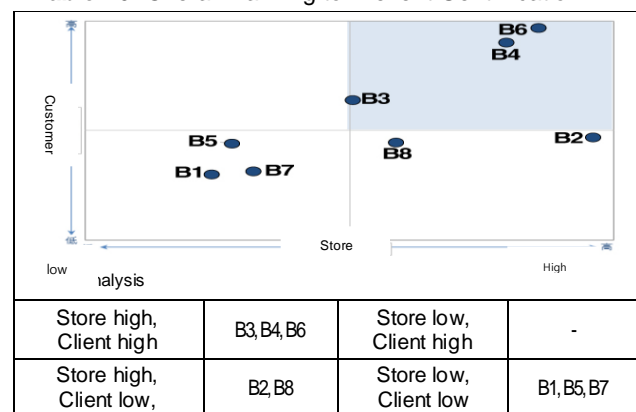 B6
B4
B3
B5
B2
B8
B1
B7
Customer
Store
low
High
nalysis
Store high,
Client high
B3, B4, B6
Store low,
Client high
-
Store high,
Client low,
B2, B8
Store low,
Client low
B1, B5, B7